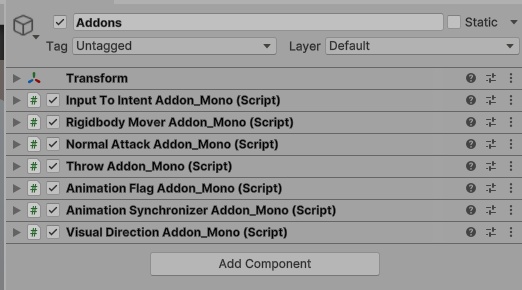 Addons
Static
Tag Untagged Layer Default
Transform
Input To Intent Addon_Mono (Script)
Rigidbody Mover Addon_Mono (Script)
Normal Attack Addon_Mono (Script)
Throw Addon_Mono (Script)
Animation Flag Addon_Mono (Script)
Animation Synchronizer Addon_Mono (Script)
Visual Direction Addon_Mono (Script)
Add Component